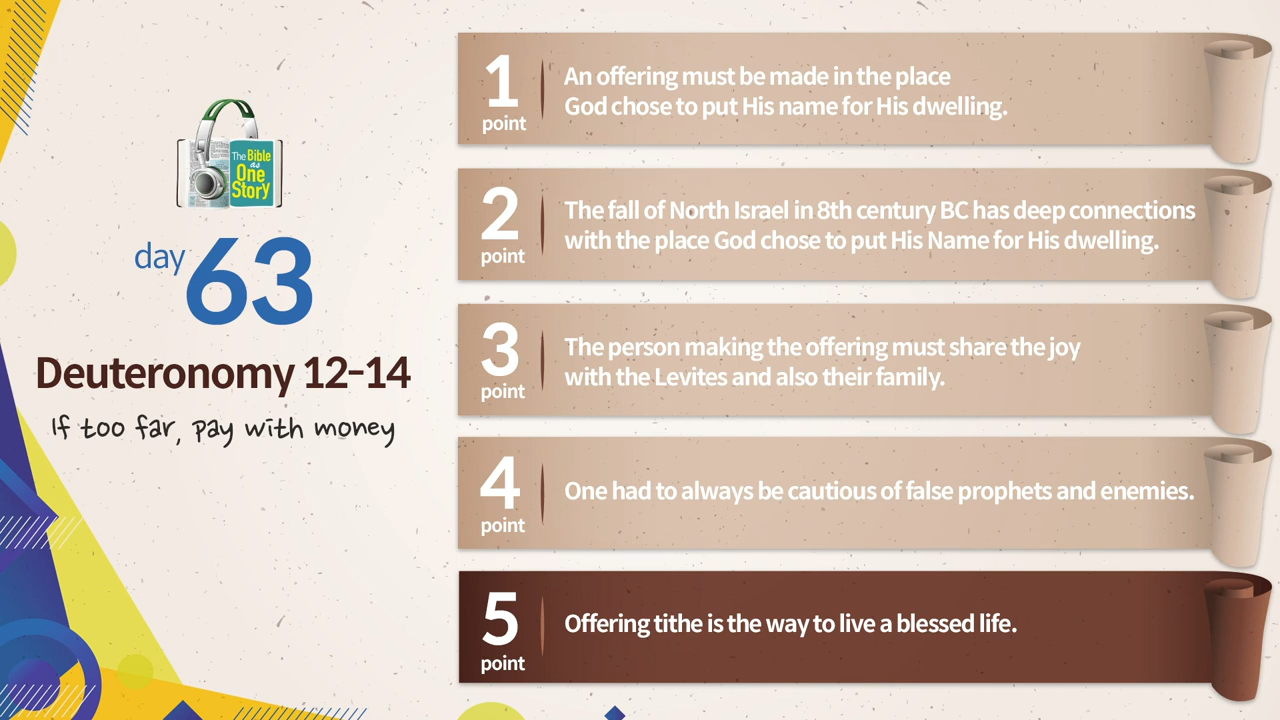 The Bible
as
One
Story
day 63
Deuteronomy 12-14
If too far, pay with money
1
point
An offering must be made in the place
God chose to put His name for His dwelling.
2
point
The fall of North Israel in 8th century BC has deep connections
with the place God chose to put His Name for His dwelling.
3
point
The person making the offering must share the joy
with the Levites and also their family.
4
point
One had to always be cautious of false prophets and enemies.
5
point
Offering tithe is the way to live a blessed life.